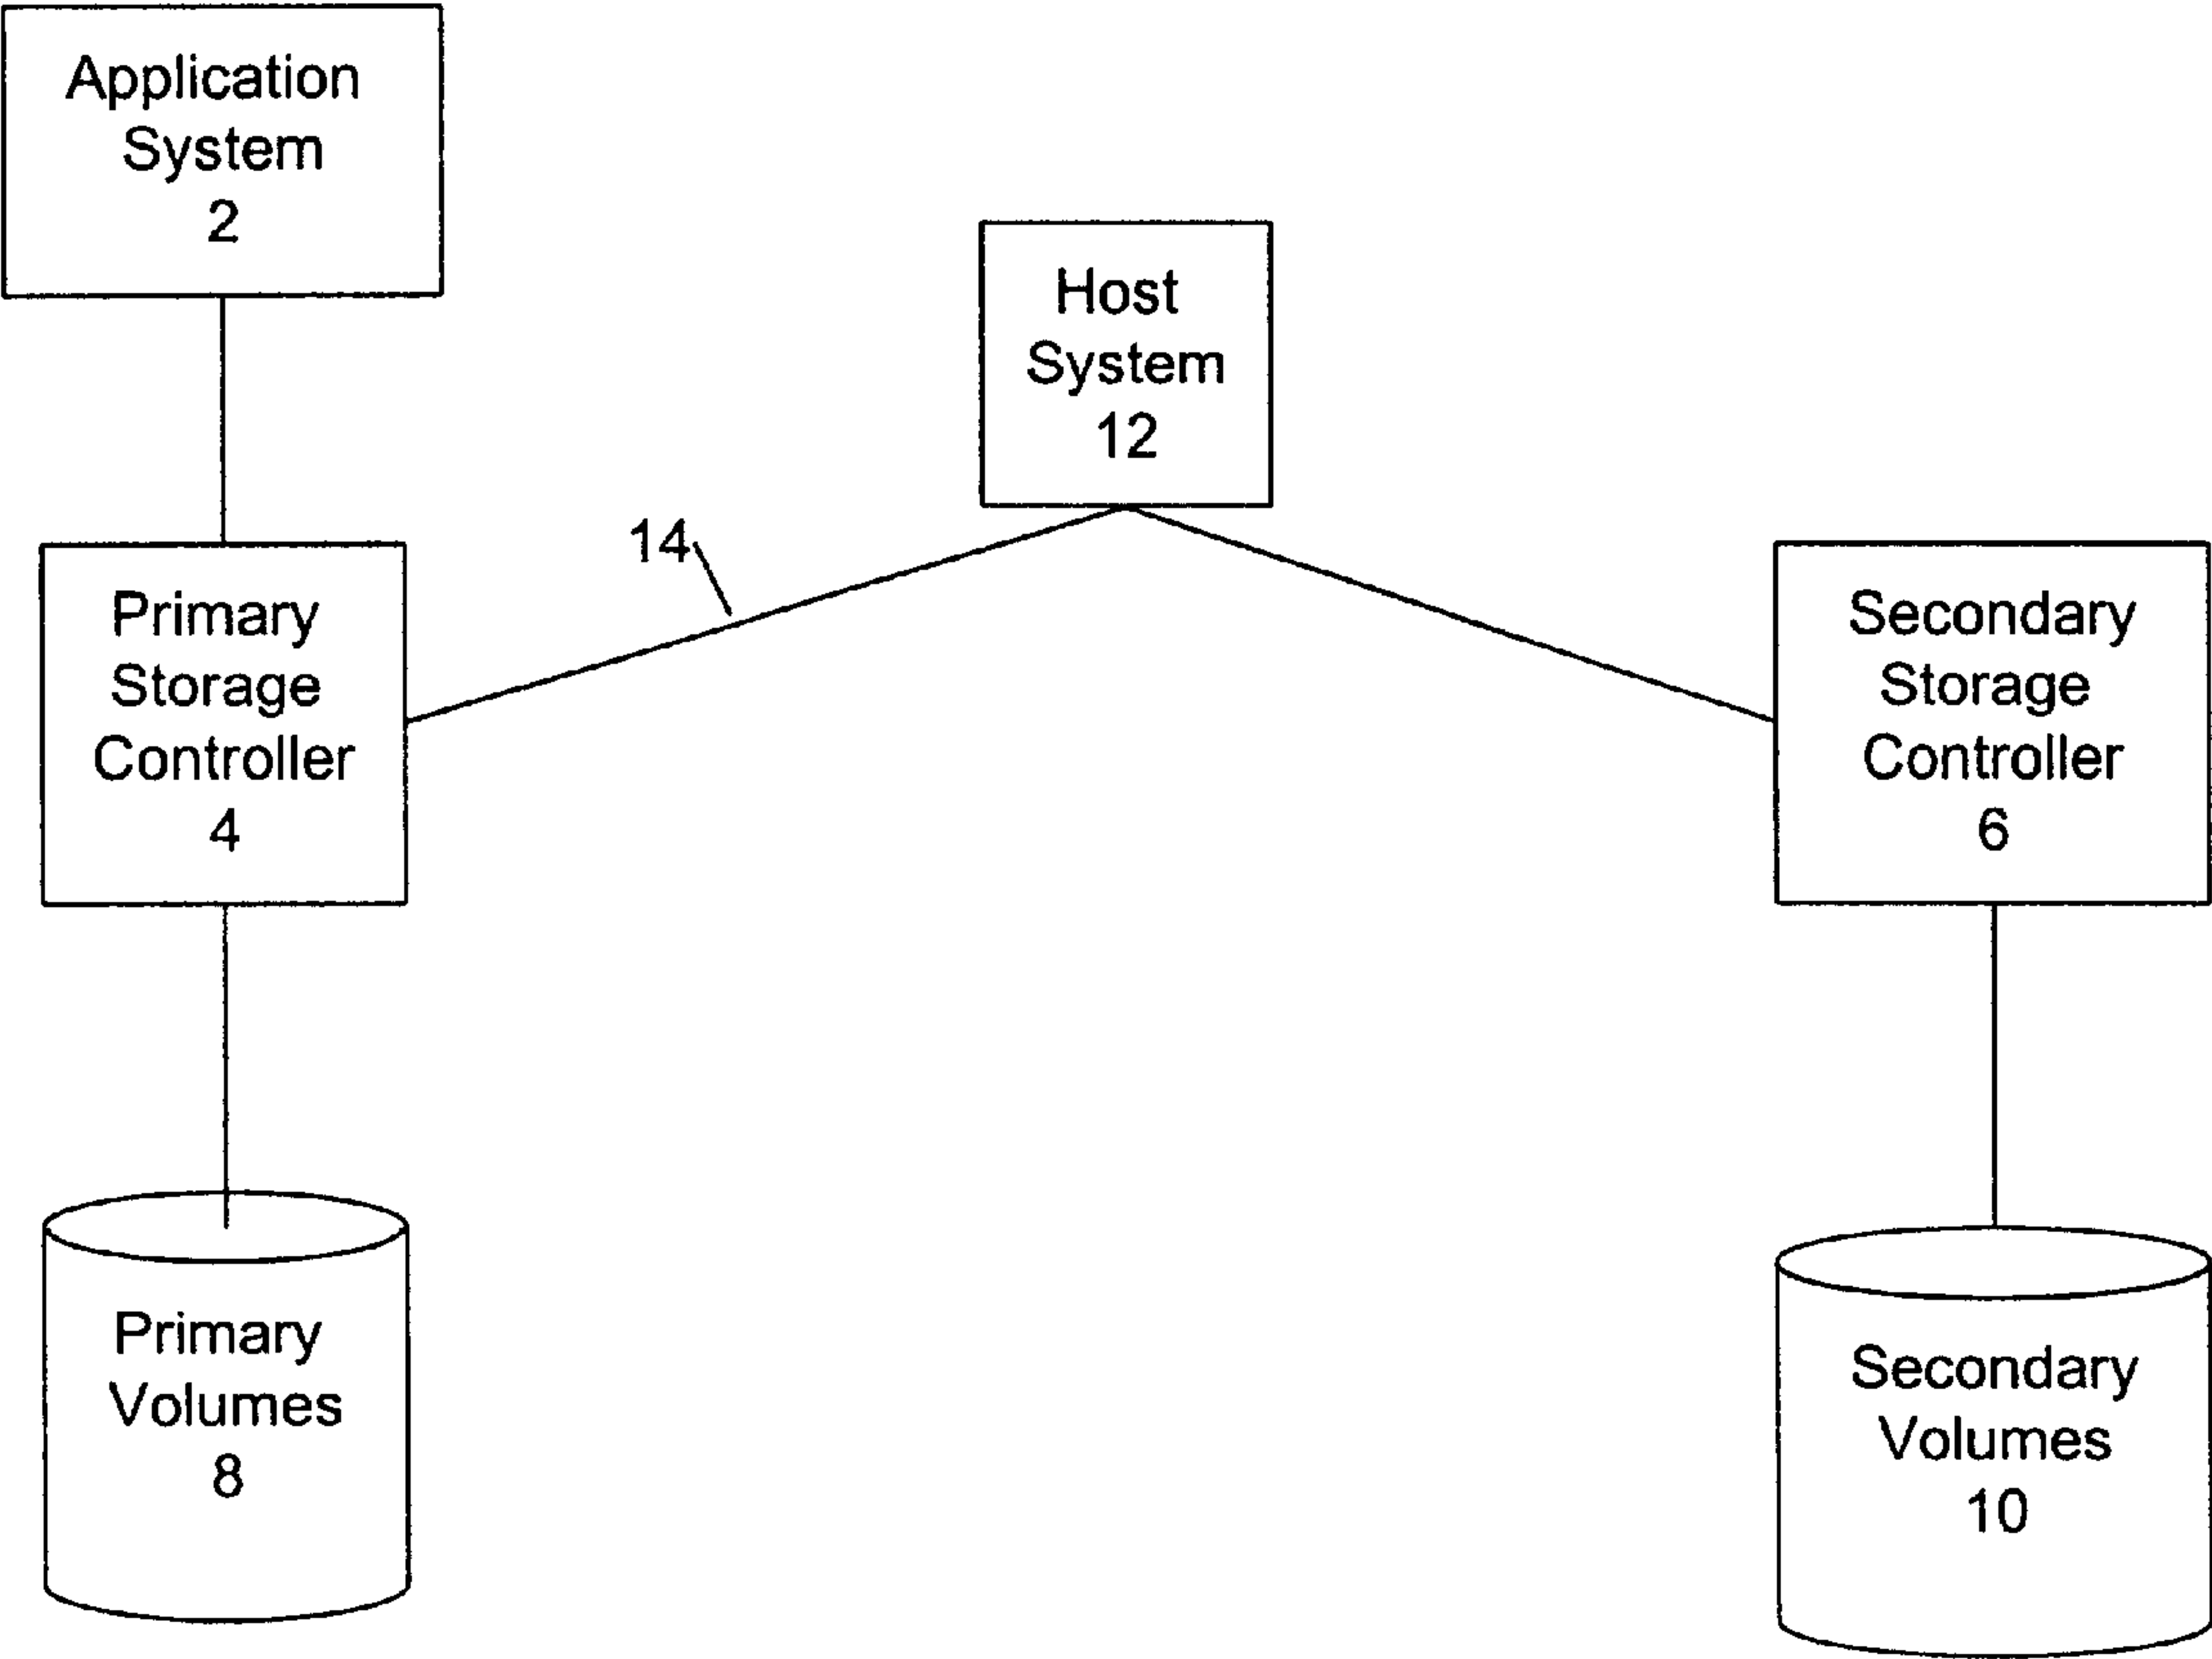 Application
System
2
Host
System
12
14
Primary
Storage
Controller
4
Secondary
Storage
Controller
6
Primary
Volumes
8
Secondary
Volumes
10